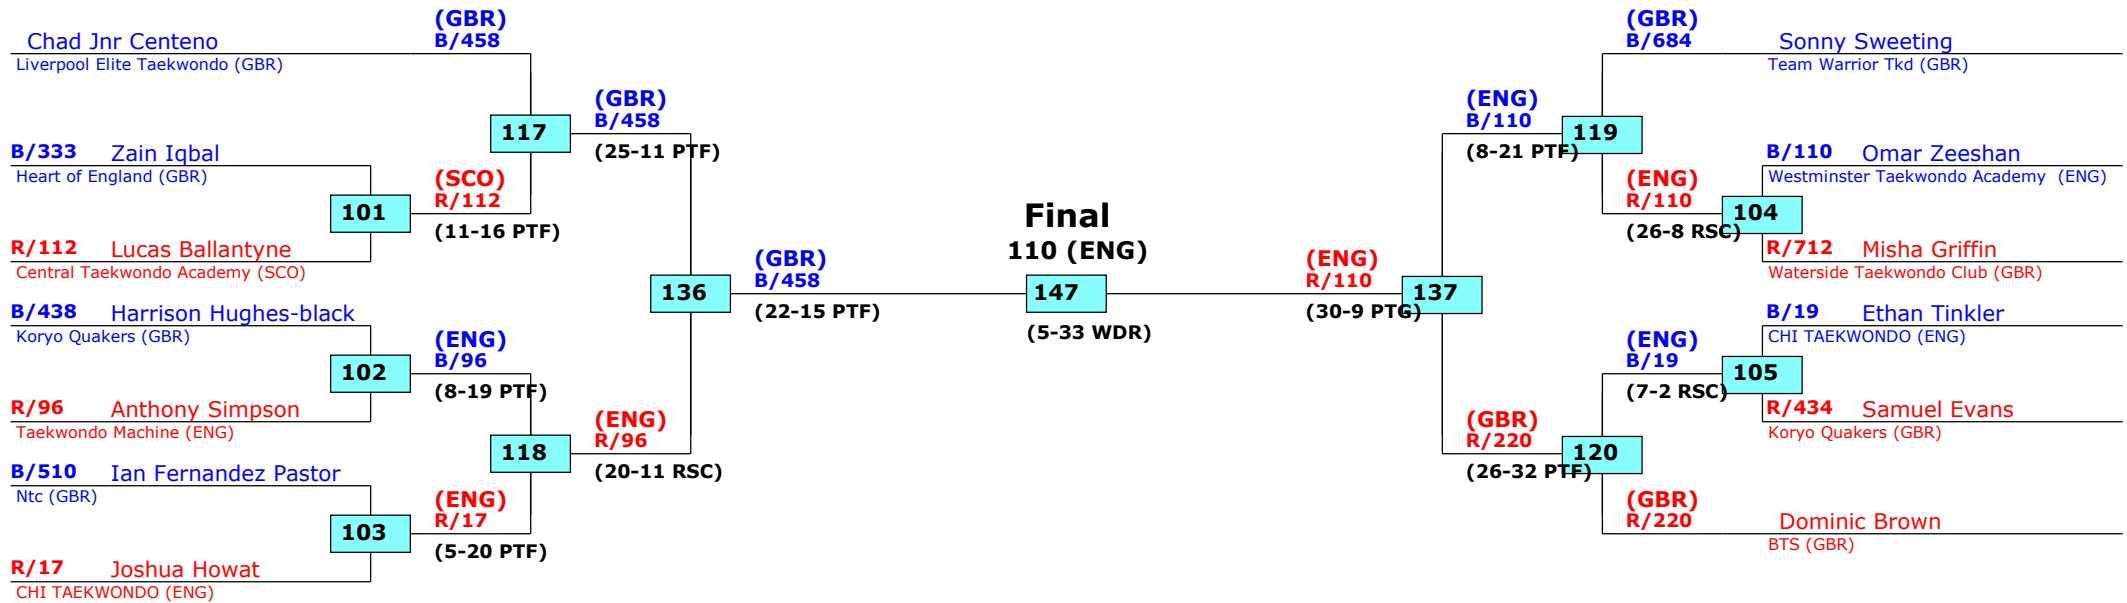 (GBR)
B/458
Chad Jnr Centeno
Liverpool Elite Taekwondo (GBR)
B/333 Zain Iqbal
Heart of England (GBR)
R/112 Lucas Ballantyne
Central Taekwondo Academy (SCO)
B/438 Harrison Hughes-black
Koryo Quakers (GBR)
R/96 Anthony Simpson
Taekwondo Machine (ENG)
B/510 Ian Fernandez Pastor
Ntc (GBR)
R/17 Joshua Howat
CHI TAEKWONDO (ENG)
101
102
103
(SCO)
R/112
(11-16 PTF)
(ENG)
B/96
(8-19 PTF)
(ENG)
R/17
(5-20 PTF)
117
118
(GBR)
B/458
(25-11 PTF)
(ENG)
R/96
(20-11 RSC)
136
(GBR)
B/458
(22-15 PTF)
Final
110 (ENG)
147
(5-33 WDR)
(ENG)
R/110
(30-9 PTG)
137
(ENG)
B/110
(8-21 PTF)
(GBR)
R/220
(26-32 PTF)
119
120
(GBR)
B/684
(ENG)
R/110
(26-8 RSC)
(ENG)
B/19
(7-2 RSC)
(GBR)
R/220
104
105
Sonny Sweeting
Team Warrior Tkd (GBR)
B/110 Omar Zeeshan
Westminster Taekwondo Academy (ENG)
R/712 Misha Griffin
Waterside Taekwondo Club (GBR)
B/19 Ethan Tinkler
CHI TAEKWONDO (ENG)
R/434 Samuel Evans
Koryo Quakers (GBR)
Dominic Brown
BTS (GBR)